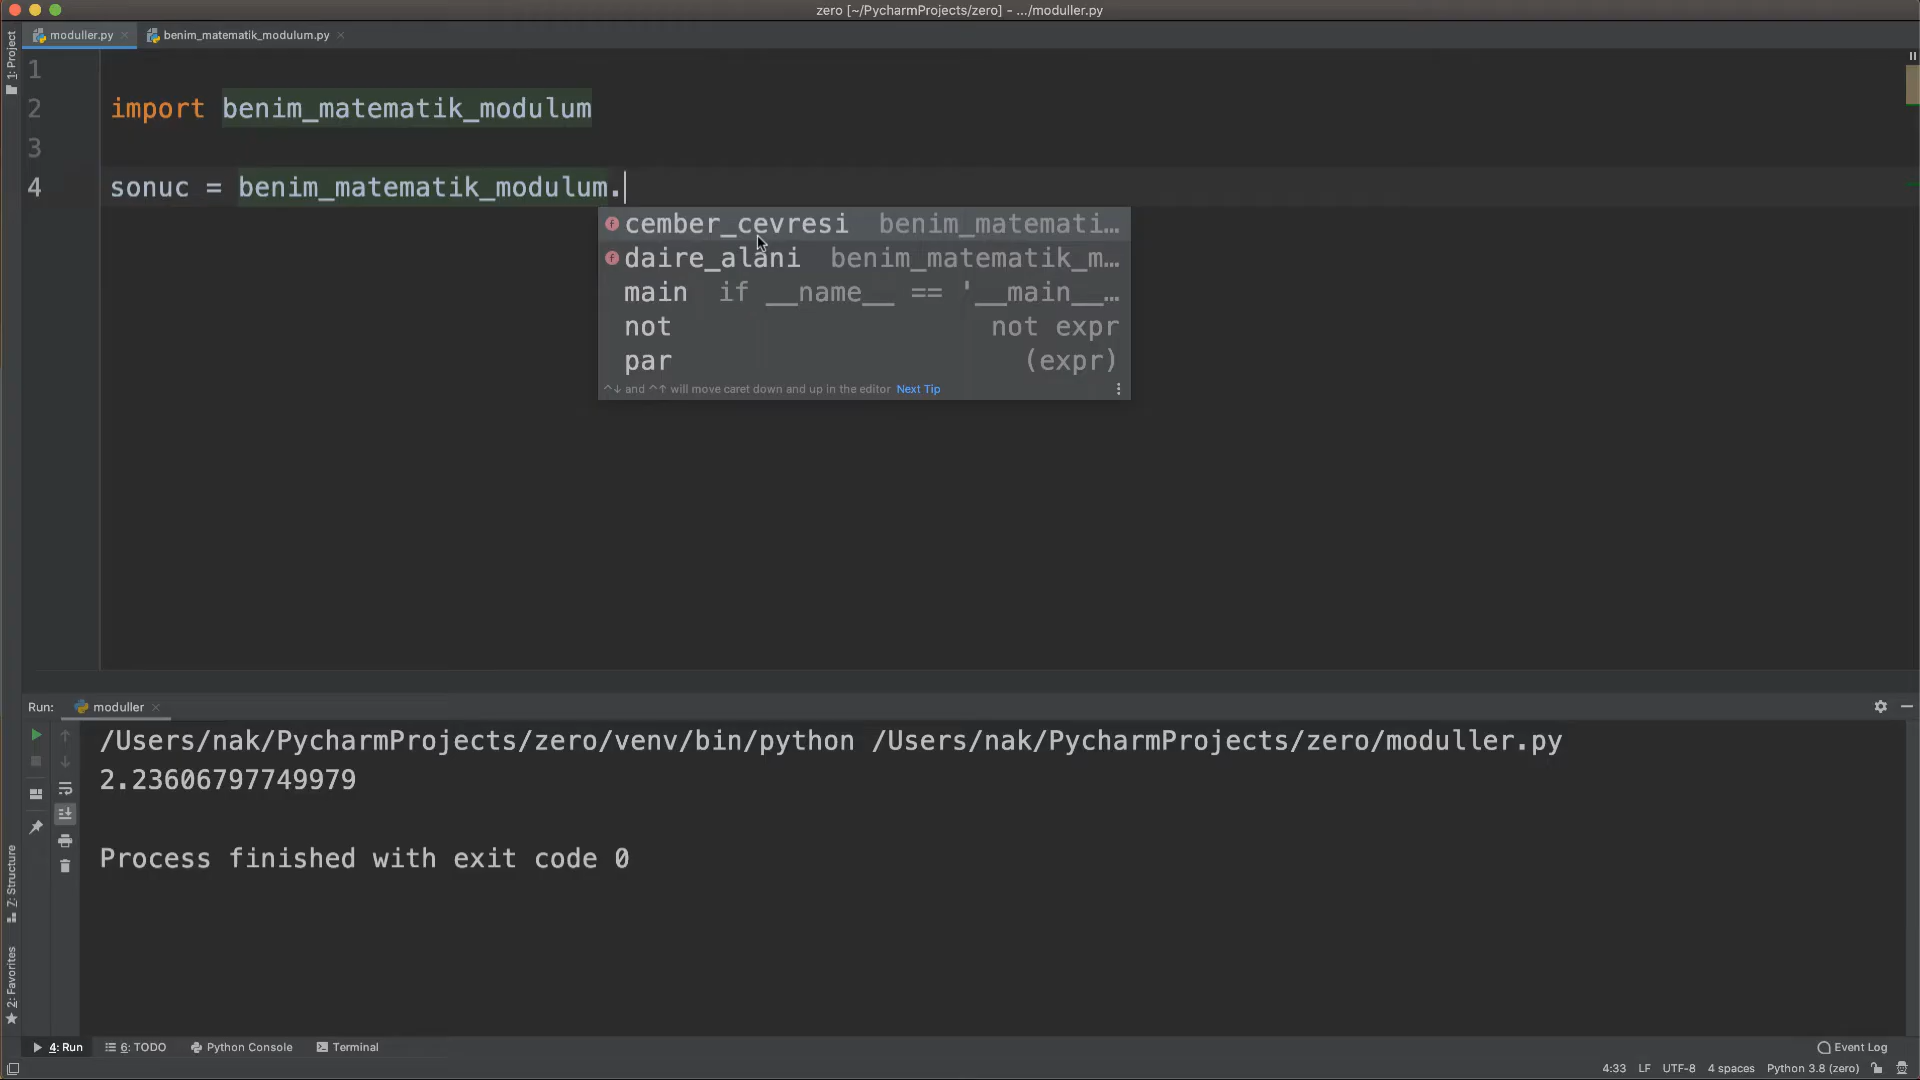 zero [~/PycharmProjects/zero] - .../moduller.py
moduller.py
benim_matematik_modulum.py
1: Project
1
2 import benim_matematik_modulum
3
4 sonuc = benim_matematik_modulum.
cember_cevresi benim_matemati…
daire_alani benim_matematik_m…
main if __name__ == '__main__…
not not expr
par (expr)
^↓ and ^↑ will move caret down and up in the editor Next Tip
Run: moduller
/Users/nak/PycharmProjects/zero/venv/bin/python /Users/nak/PycharmProjects/zero/moduller.py
2.23606797749979
Process finished with exit code 0
7: Structure
2: Favorites
4: Run 6: TODO Python Console Terminal Event Log
4:33 LF UTF-8 4 spaces Python 3.8 (zero)